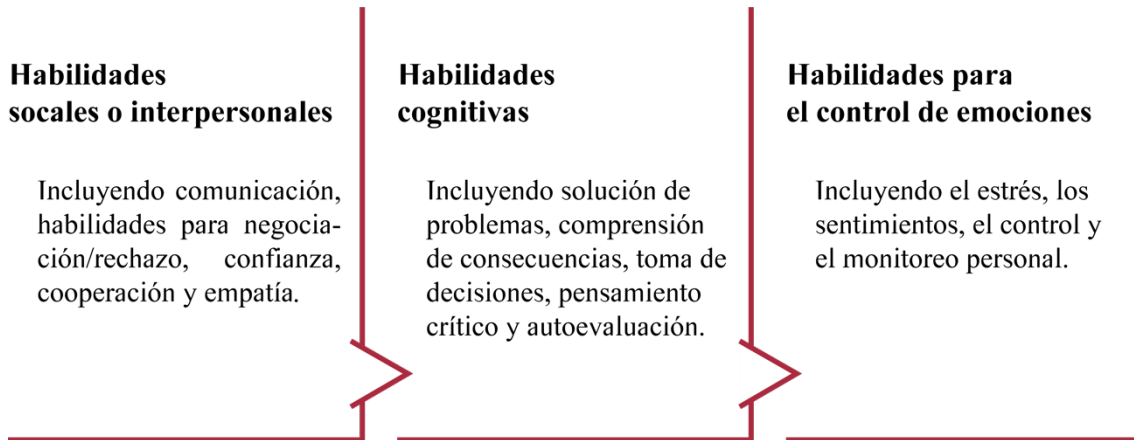 Habilidades
socales o interpersonales
Incluyendo comunicación,
habilidades para negocia-
ción/rechazo, confianza,
cooperación y empatía.
Habilidades
cognitivas
Incluyendo solución de
problemas, comprensión
de consecuencias, toma de
decisiones, pensamiento
crítico y autoevaluación.
Habilidades para
el control de emociones
Incluyendo el estrés, los
sentimientos, el control y
el monitoreo personal.